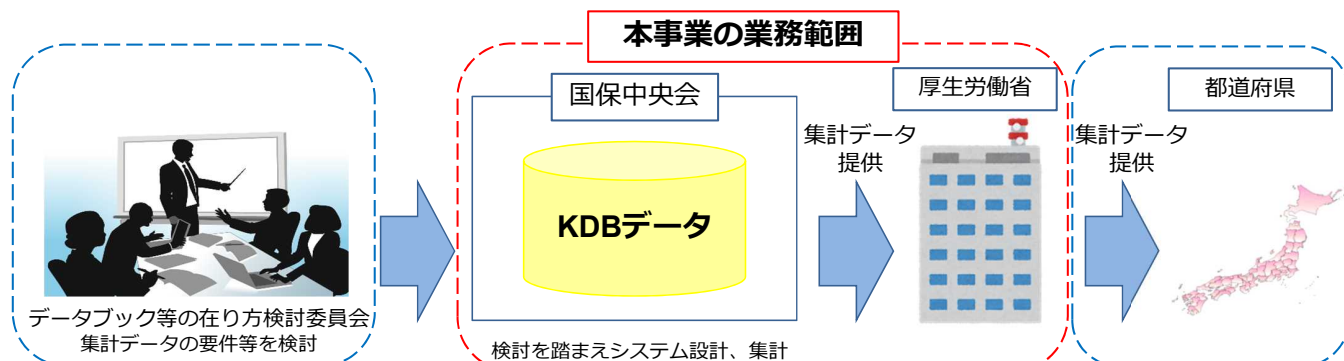 本事業の業務範囲
データブック等の在り方検討委員会
集計データの要件等を検討
国保中央会
KDBデータ
検討を踏まえシステム設計、集計
集計データ
提供
厚生労働省
集計データ
提供
都道府県